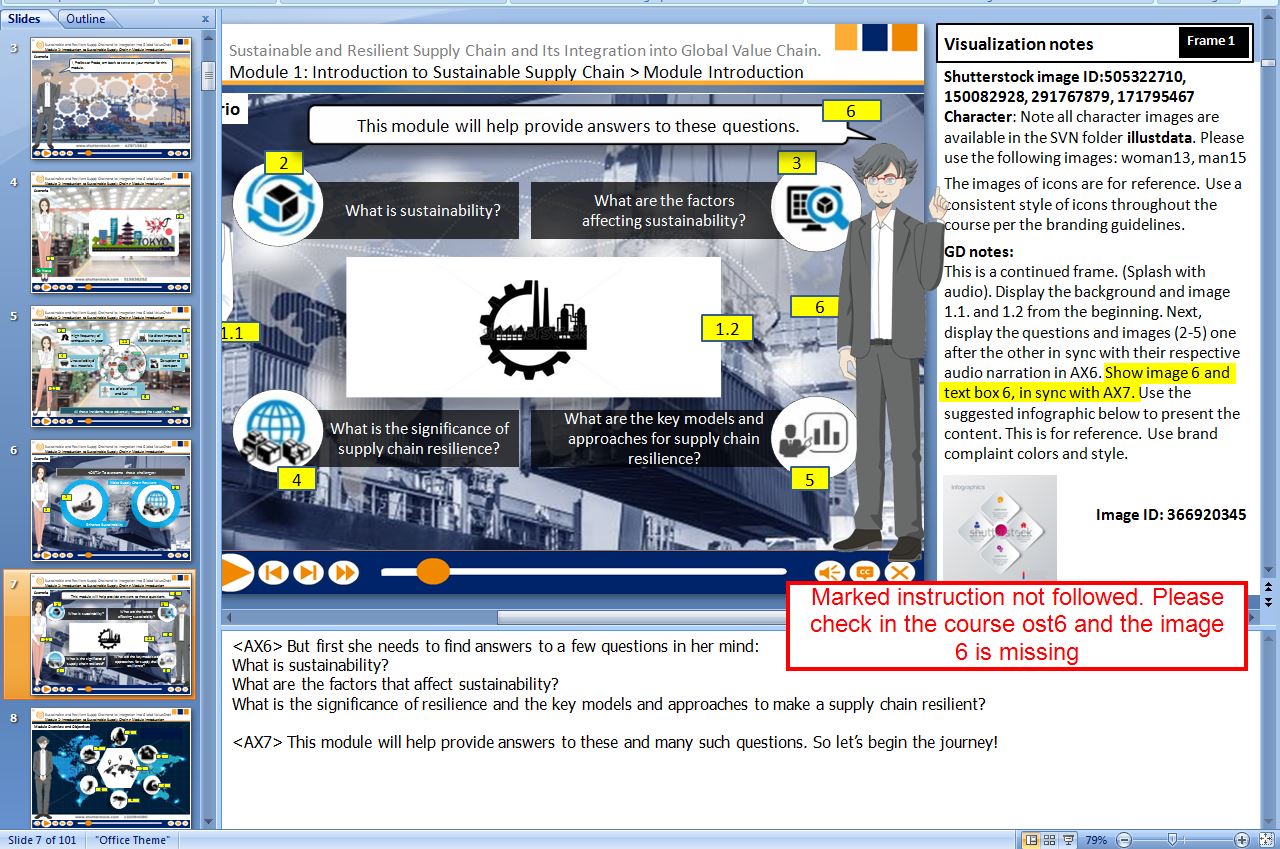 Slides
Outline
x
3
4
5
6
7
8
Sustainable and Resilient Supply Chain and Its Integration into Global Value Chain.
Module 1: Introduction to Sustainable Supply Chain > Module Introduction
rio
This module will help provide answers to these questions.
6
2
What is sustainability?
3
What are the factors
affecting sustainability?
6
1.1
1.2
What is the significance of
supply chain resilience?
4
What are the key models and
approaches for supply chain
resilience?
5
CC
Visualization notes
Frame 1
Shutterstock image ID:505322710,
150082928, 291767879, 171795467
Character: Note all character images are
available in the SVN folder illustdata. Please
use the following images: woman13, man15
The images of icons are for reference. Use a
consistent style of icons throughout the
course per the branding guidelines.
GD notes:
This is a continued frame. (Splash with
audio). Display the background and image
1.1. and 1.2 from the beginning. Next,
display the questions and images (2-5) one
after the other in sync with their respective
audio narration in AX6. Show image 6 and
text box 6, in sync with AX7. Use the
suggested infographic below to present the
content. This is for reference. Use brand
complaint colors and style.
Infographics
shutterstock
Image ID: 366920345
Marked instruction not followed. Please
check in the course ost6 and the image
6 is missing
<AX6> But first she needs to find answers to a few questions in her mind:
What is sustainability?
What are the factors that affect sustainability?
What is the significance of resilience and the key models and approaches to make a supply chain resilient?
<AX7> This module will help provide answers to these and many such questions. So let’s begin the journey!
Slide 7 of 101
"Office Theme"
79%